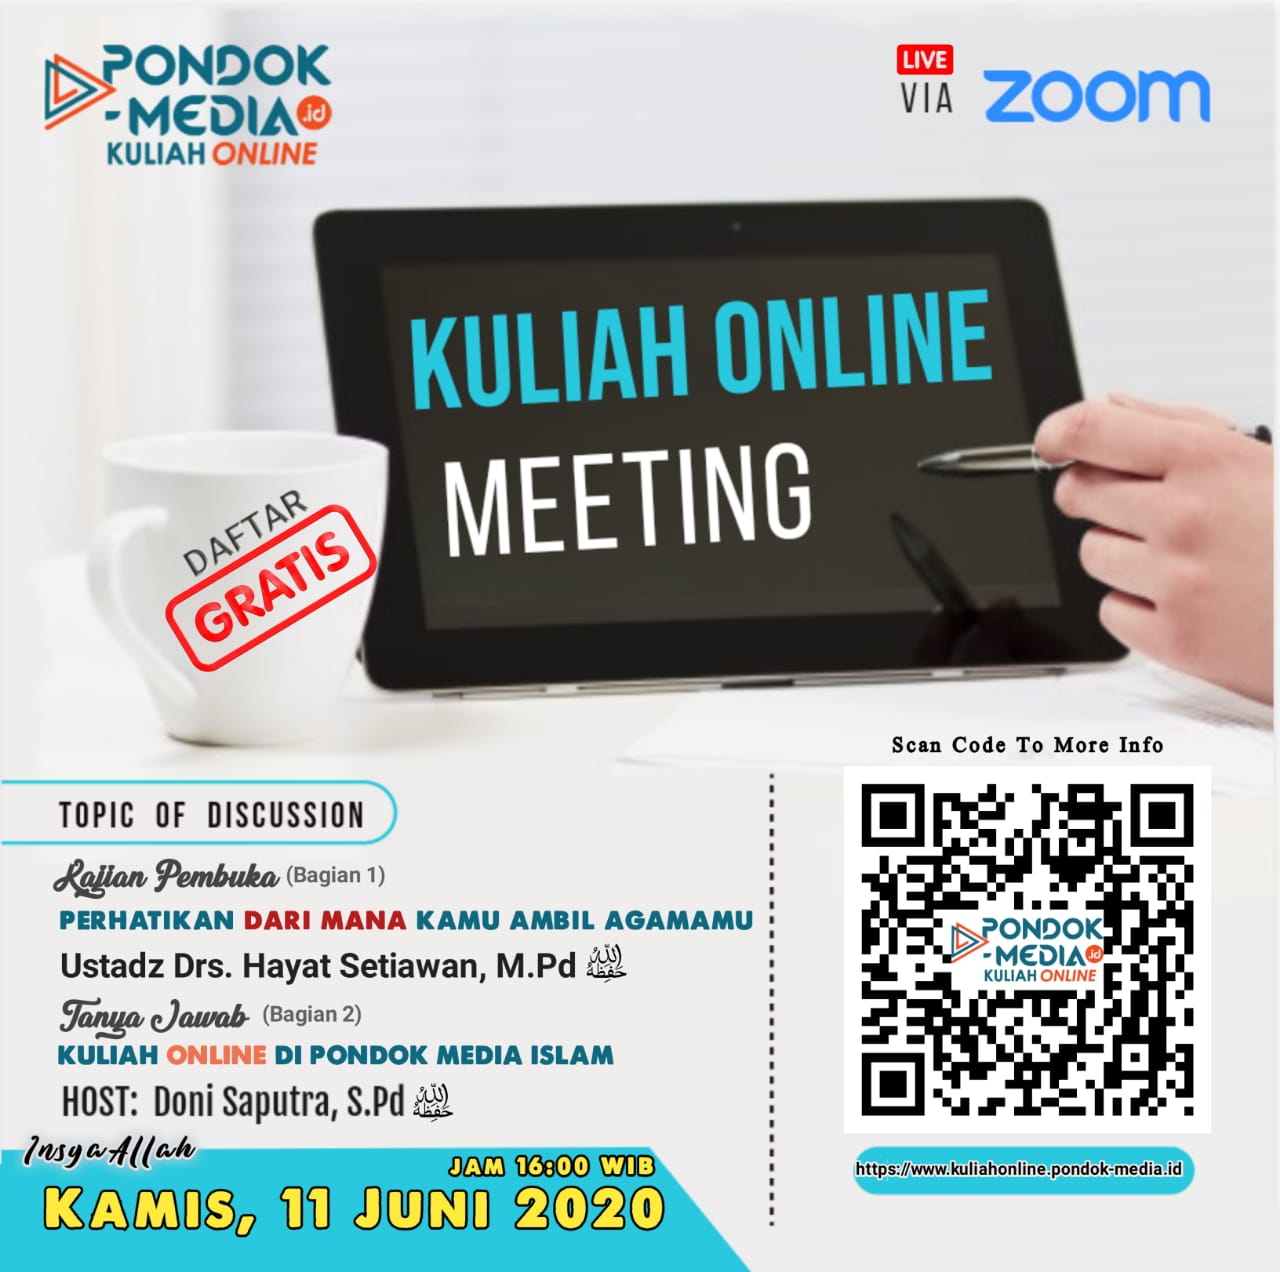 PONDOK
-MEDIA.id
KULIAH ONLINE
LIVE
VIA zoom
KULIAH ONLINE
MEETING
DAFTAR
GRATIS
Scan Code To More Info
TOPIC OF DISCUSSION
Kajian Pembuka (Bagian 1)
PERHATIKAN DARI MANA KAMU AMBIL AGAMAMU
Ustadz Drs. Hayat Setiawan, M.Pd حفظه الله
Tanya Jawab (Bagian 2)
KULIAH ONLINE DI PONDOK MEDIA ISLAM
HOST: Doni Saputra, S.Pd حفظه الله
PONDOK
-MEDIA.id
KULIAH ONLINE
InsyaAllah
JAM 16:00 WIB
KAMIS, 11 JUNI 2020
https://www.kuliahonline.pondok-media.id